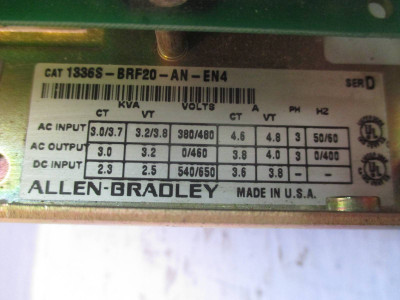 CAT 1336S-BRF20-AN-EN4
SER D
KVA VOLTS A PH HZ
CT VT CT VT
AC INPUT 3.0/3.7 3.2/3.8 380/480 4.6 4.8 3 50/60
AC OUTPUT 3.0 3.2 0/460 3.8 4.0 3 0/400
DC INPUT 2.3 2.5 540/650 3.6 3.8 - -
ALLEN-BRADLEY MADE IN U.S.A.
UL
UL